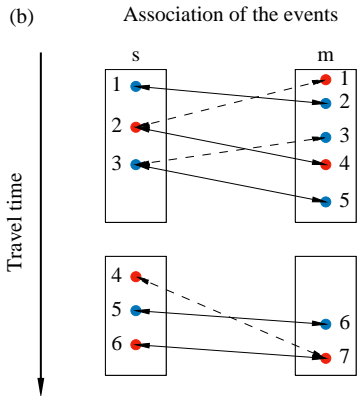 (b) Association of the events
s m
1 1
2
2 3
3 4
5
Travel time
4
5 6
6 7